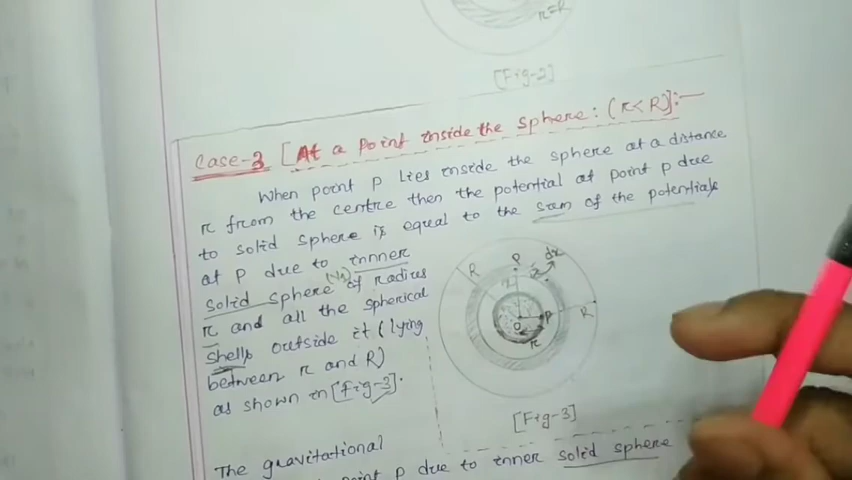 r=R
[Fig-2]
Case-3 [At a point inside the sphere: (r<R)]:-
When point P lies inside the sphere at a distance
r from the centre then the potential at point P due
to solid sphere is equal to the sum of the potentials
at P due to innner
(V1)
solid sphere of radius
r and all the spherical
shells outside it (lying
between r and R)
as shown in [Fig-3].
R
P
dx
x
O
P
r
R
[Fig-3]
The gravitational
point P due to inner solid sphere